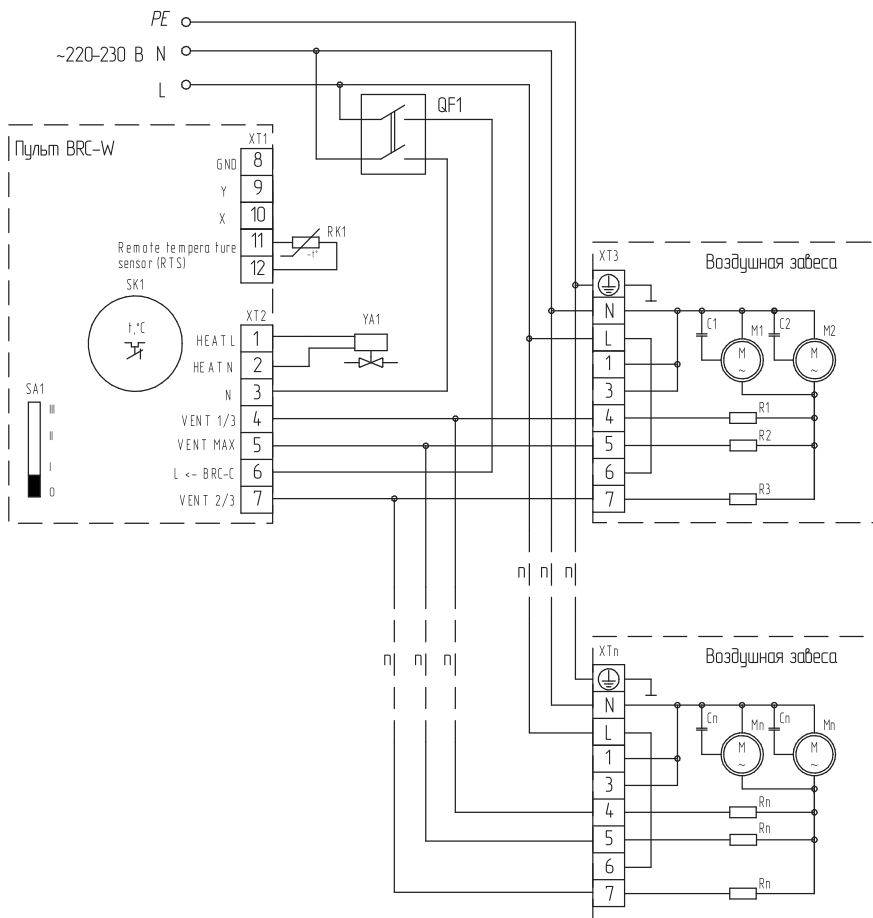 PE
~220-230 В N
L
QF1
Пульт BRC-W
XT1
GND 8
Y 9
X 10
Remote temperature
sensor (RTS)
11
12
RK1
-t°
SK1
t,°C
SA1
III
II
I
0
XT2
HEAT L 1
HEAT N 2
N 3
VENT 1/3 4
VENT MAX 5
L <- BRC-C 6
VENT 2/3 7
YA1
XT3
Воздушная завеса
N
L
1
3
4
5
6
7
C1
M1
M
~
C2
M2
M
~
R1
R2
R3
п п п
п п п
XTn
Воздушная завеса
N
L
1
3
4
5
6
7
Cn
Mn
M
~
Cn
Mn
M
~
Rn
Rn
Rn